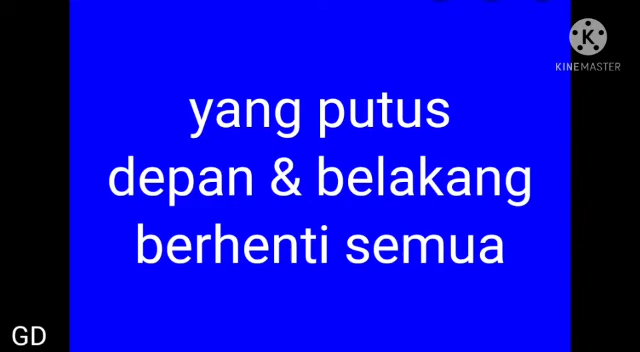 KINEMASTER
yang putus
depan & belakang
berhenti semua
GD